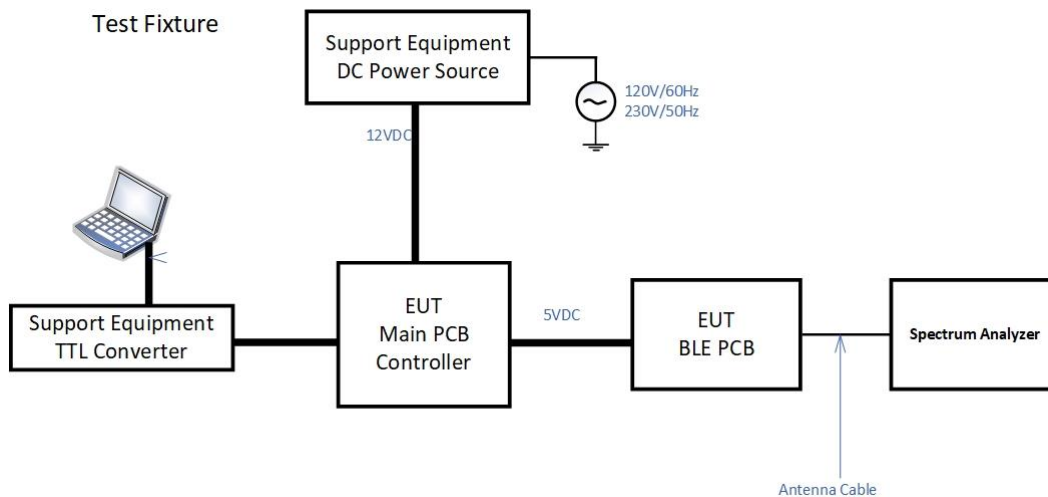 Test Fixture
Support Equipment
DC Power Source
120V/60Hz
230V/50Hz
12VDC
Support Equipment
TTL Converter
EUT
Main PCB
Controller
5VDC
EUT
BLE PCB
Spectrum Analyzer
Antenna Cable